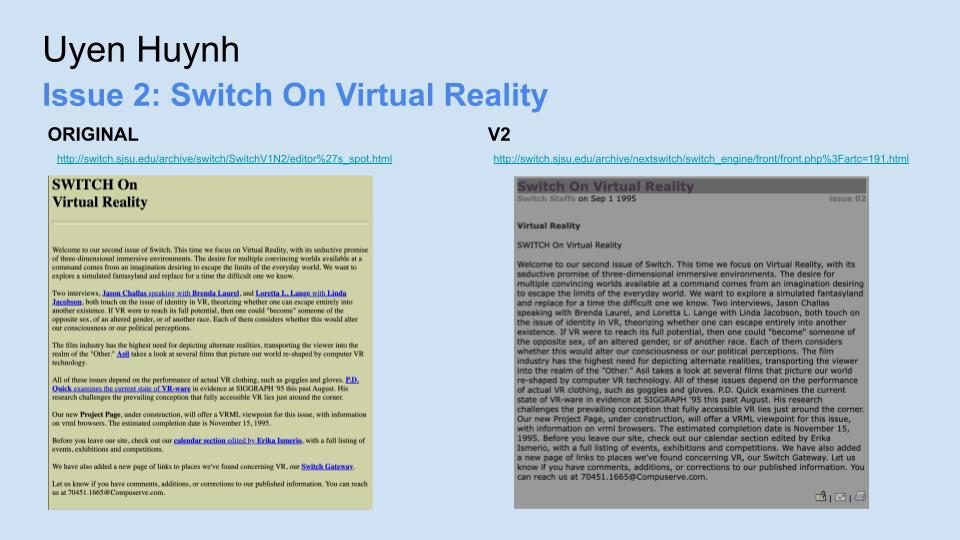 Uyen Huynh
Issue 2: Switch On Virtual Reality
ORIGINAL
http://switch.sjsu.edu/archive/switch/SwitchV1N2/editor%27s_spot.html
SWITCH On
Virtual Reality
Welcome to our second issue of Switch. This time we focus on Virtual Reality, with its seductive promise
of three-dimensional immersive environments. The desire for multiple convincing worlds available at a
command comes from an imagination desiring to escape the limits of the everyday world. We want to
explore a simulated fantasyland and replace for a time the difficult one we know.
Two interviews, Jason Challas speaking with Brenda Laurel, and Loretta L. Lange with Linda
Jacobson, both touch on the issue of identity in VR, theorizing whether one can escape entirely into
another existence. If VR were to reach its full potential, then one could "become" someone of the
opposite sex, of an altered gender, or of another race. Each of them considers whether this would alter
our consciousness or our political perceptions.
The film industry has the highest need for depicting alternate realities, transporting the viewer into the
realm of the "Other." Asil takes a look at several films that picture our world re-shaped by computer VR
technology.
All of these issues depend on the performance of actual VR clothing, such as goggles and gloves. P.D.
Quick examines the current state of VR-ware in evidence at SIGGRAPH '95 this past August. His
research challenges the prevailing conception that fully accessible VR lies just around the corner.
Our new Project Page, under construction, will offer a VRML viewpoint for this issue, with information
on vrml browsers. The estimated completion date is November 15, 1995.
Before you leave our site, check out our calendar section edited by Erika Ismerio, with a full listing of
events, exhibitions and competitions.
We have also added a new page of links to places we've found concerning VR, our Switch Gateway.
Let us know if you have comments, additions, or corrections to our published information. You can reach
us at 70451.1665@Compuserve.com.
V2
http://switch.sjsu.edu/archive/nextswitch/switch_engine/front/front.php%3Fartc=191.html
Switch On Virtual Reality
Switch Staffs on Sep 1 1995 issue 02
Virtual Reality
SWITCH On Virtual Reality
Welcome to our second issue of Switch. This time we focus on Virtual Reality, with its
seductive promise of three-dimensional immersive environments. The desire for
multiple convincing worlds available at a command comes from an imagination desiring
to escape the limits of the everyday world. We want to explore a simulated fantasyland
and replace for a time the difficult one we know. Two interviews, Jason Challas
speaking with Brenda Laurel, and Loretta L. Lange with Linda Jacobson, both touch on
the issue of identity in VR, theorizing whether one can escape entirely into another
existence. If VR were to reach its full potential, then one could "become" someone of
the opposite sex, of an altered gender, or of another race. Each of them considers
whether this would alter our consciousness or our political perceptions. The film
industry has the highest need for depicting alternate realities, transporting the viewer
into the realm of the "Other." Asil takes a look at several films that picture our world
re-shaped by computer VR technology. All of these issues depend on the performance
of actual VR clothing, such as goggles and gloves. P.D. Quick examines the current
state of VR-ware in evidence at SIGGRAPH '95 this past August. His research
challenges the prevailing conception that fully accessible VR lies just around the corner.
Our new Project Page, under construction, will offer a VRML viewpoint for this issue,
with information on vrml browsers. The estimated completion date is November 15,
1995. Before you leave our site, check out our calendar section edited by Erika
Ismerio, with a full listing of events, exhibitions and competitions. We have also added
a new page of links to places we've found concerning VR, our Switch Gateway. Let us
know if you have comments, additions, or corrections to our published information. You
can reach us at 70451.1665@Compuserve.com.